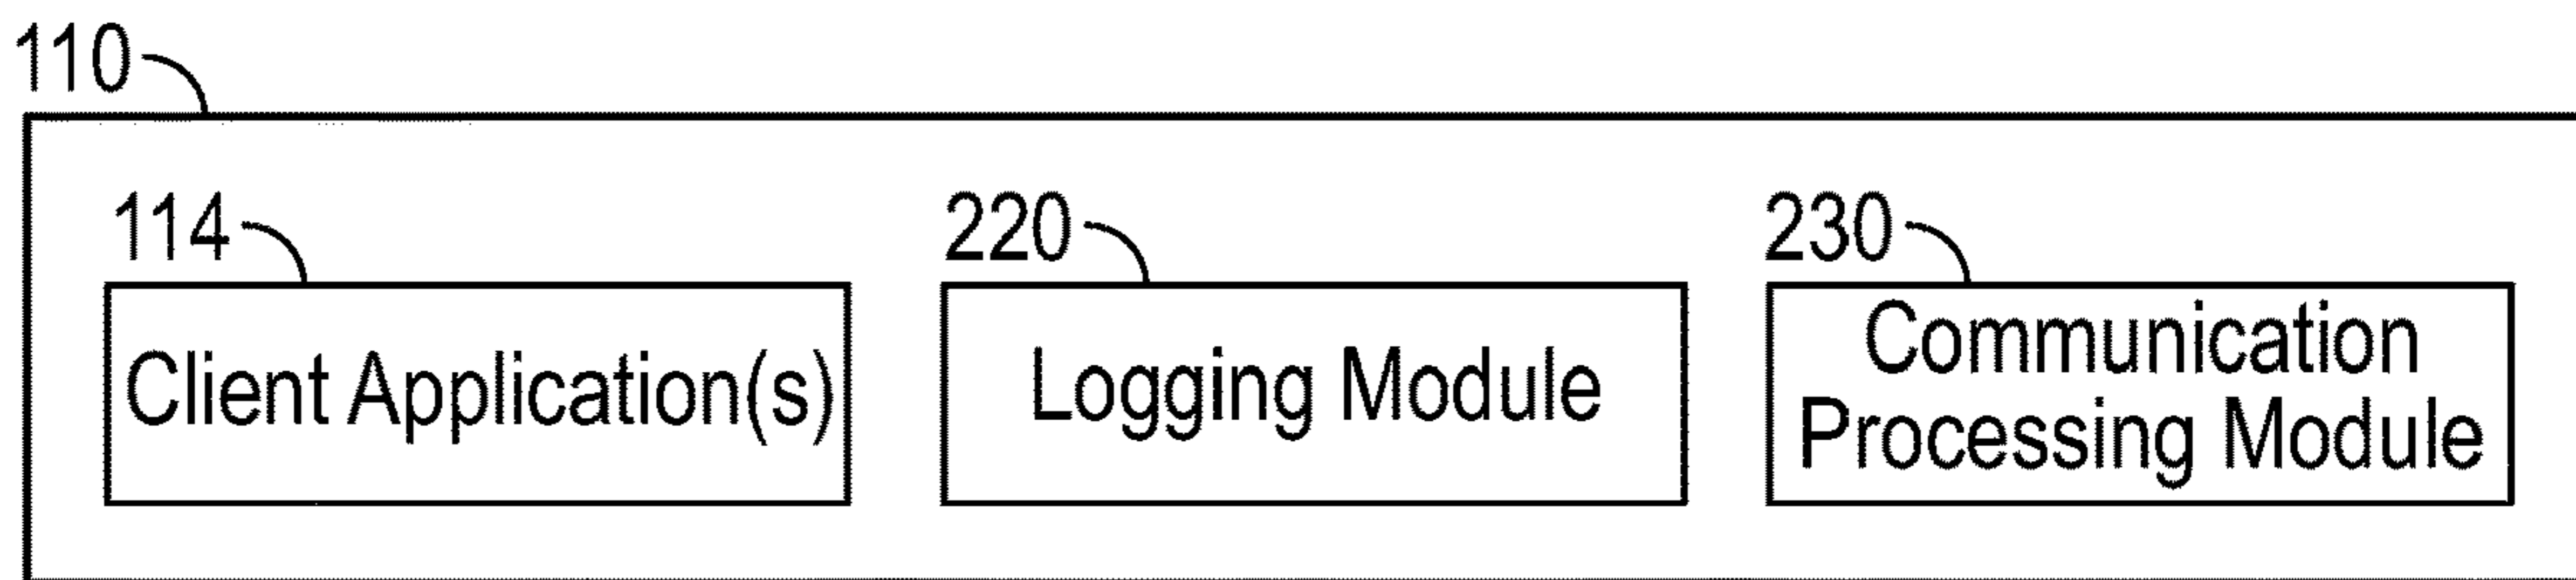 110
114
220
230
Client Application(s)
Logging Module
Communication
Processing Module